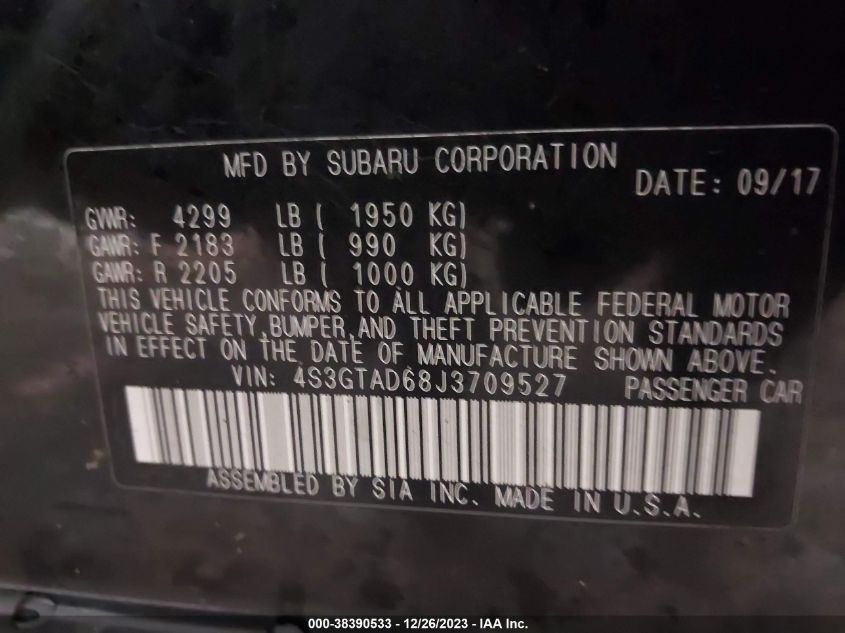 MFD BY SUBARU CORPORATION
DATE: 09/17
GVWR: 4299 LB ( 1950 KG)
GAWR: F 2183 LB ( 990 KG)
GAWR: R 2205 LB ( 1000 KG)
THIS VEHICLE CONFORMS TO ALL APPLICABLE FEDERAL MOTOR
VEHICLE SAFETY,BUMPER,AND THEFT PREVENTION STANDARDS
IN EFFECT ON THE DATE OF MANUFACTURE SHOWN ABOVE.
VIN: 4S3GTAD68J3709527 PASSENGER CAR
ASSEMBLED BY SIA INC. MADE IN U.S.A.
000-38390533 - 12/26/2023 - IAA Inc.